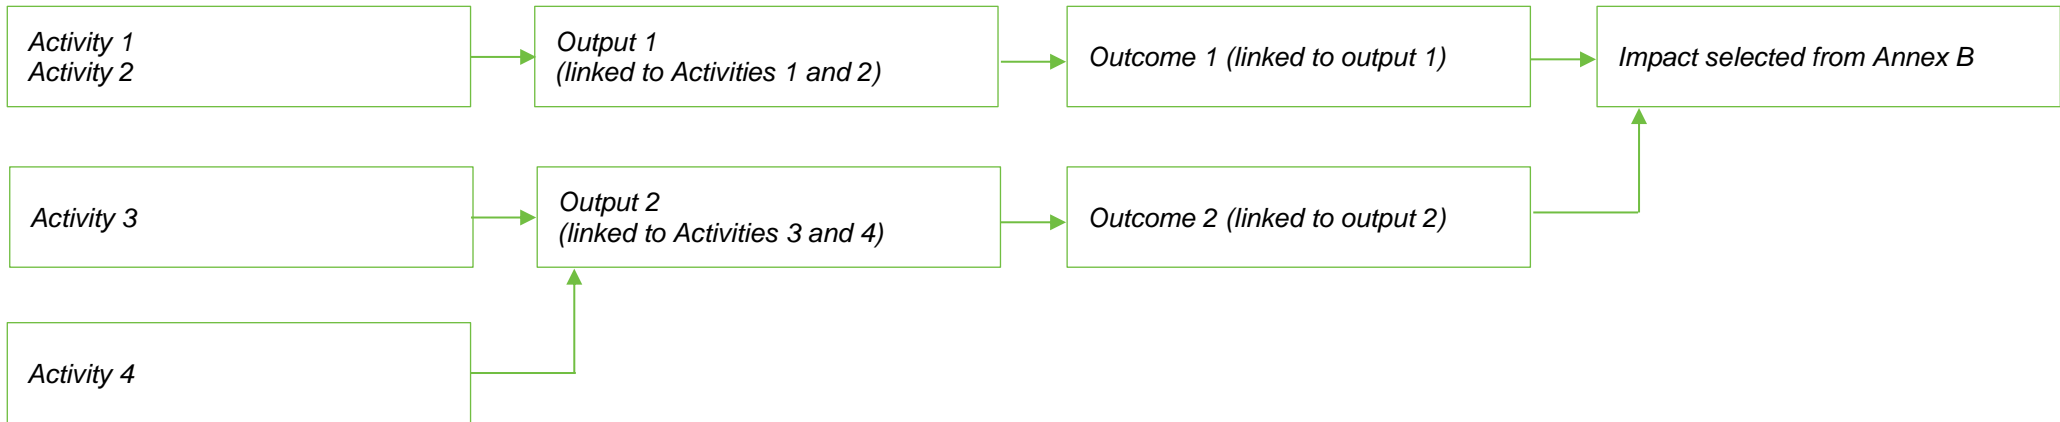 Activity 1
Activity 2
Output 1
(linked to Activities 1 and 2)
Outcome 1 (linked to output 1)
Impact selected from Annex B
Activity 3
Output 2
(linked to Activities 3 and 4)
Outcome 2 (linked to output 2)
Activity 4